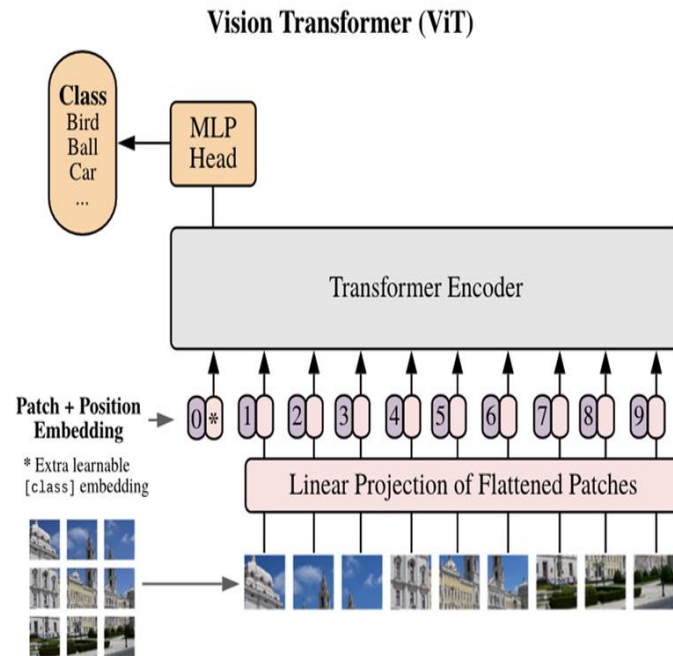 Vision Transformer (ViT)
Class
Bird
Ball
Car
...
MLP
Head
Transformer Encoder
Patch + Position
Embedding
0 * 1 2 3 4 5 6 7 8 9
* Extra learnable
[class] embedding
Linear Projection of Flattened Patches